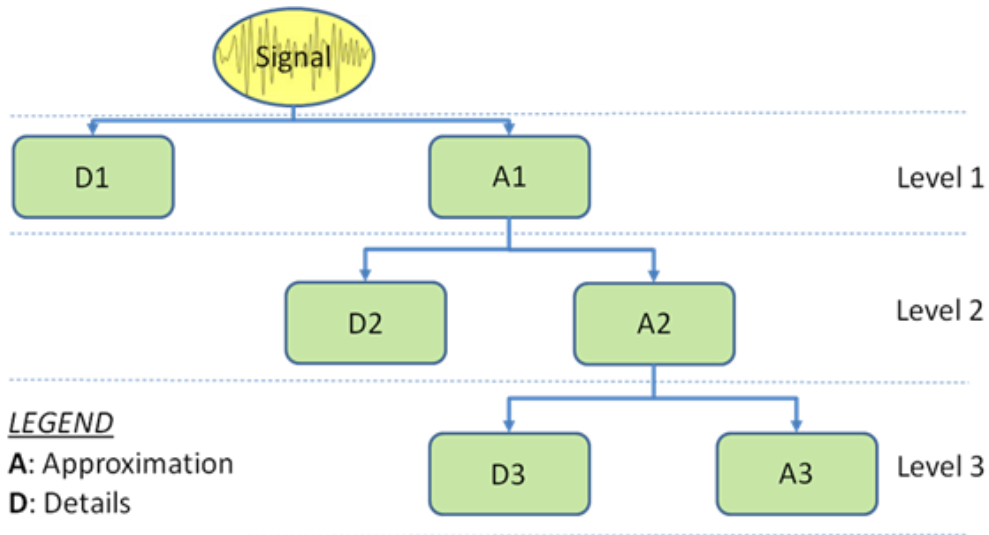 Signal
D1
A1
Level 1
D2
A2
Level 2
LEGEND
A: Approximation
D: Details
D3
A3
Level 3